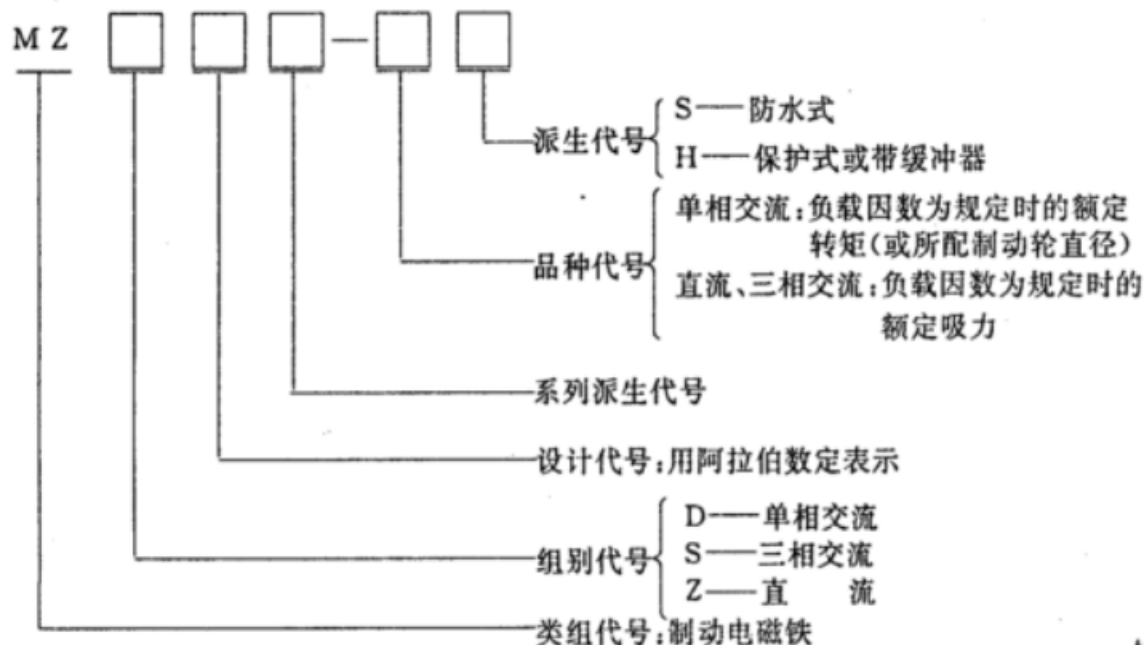 M Z □ □ □ — □ □
派生代号
S——防水式
H——保护式或带缓冲器
品种代号
单相交流:负载因数为规定时的额定
转矩(或所配制动轮直径)
直流、三相交流:负载因数为规定时的
额定吸力
系列派生代号
设计代号:用阿拉伯数定表示
组别代号
D——单相交流
S——三相交流
Z——直 流
类组代号:制动电磁铁